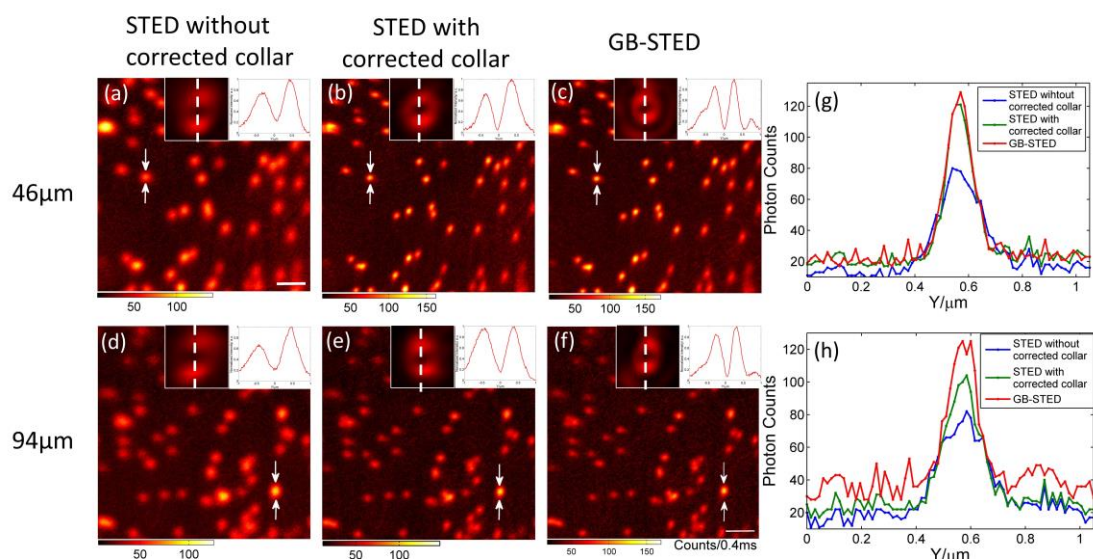 STED without
corrected collar
STED with
corrected collar
GB-STED
46μm
(a)
(b)
(c)
50 100
50 100 150
50 100 150
94μm
(d)
(e)
(f)
50 100
50 100
50 100 150
Counts/0.4ms
(g)
STED wihtout
corrected collar
STED with
corrected collar
GB-STED
Photon Counts
120
100
80
60
40
20
0 0.2 0.4 0.6 0.8 1
Y/μm
(h)
STED without
corrected collar
STED with
corrected collar
GB-STED
Photon Counts
120
100
80
60
40
20
0 0.2 0.4 0.6 0.8 1
Y/μm